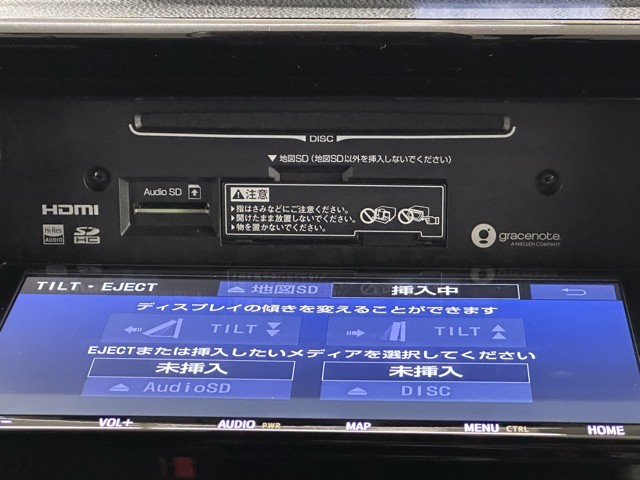 DISC
▼地図SD(地図SD以外を挿入しないでください)
Audio SD
⚠注意
▶指はさみなどにご注意ください。
▶開けたまま放置しないでください。
▶物を置かないでください。
HDMI
Hi-Res AUDIO
SD HC
gracenote.
A NIELSEN COMPANY
TILT・EJECT
地図SD 挿入中
ディスプレイの傾きを変えることができます
TILT TILT
EJECTまたは挿入したいメディアを選択してください
未挿入 未挿入
AudioSD DISC
− VOL+ AUDIO PWR MAP MENU CTRL HOME